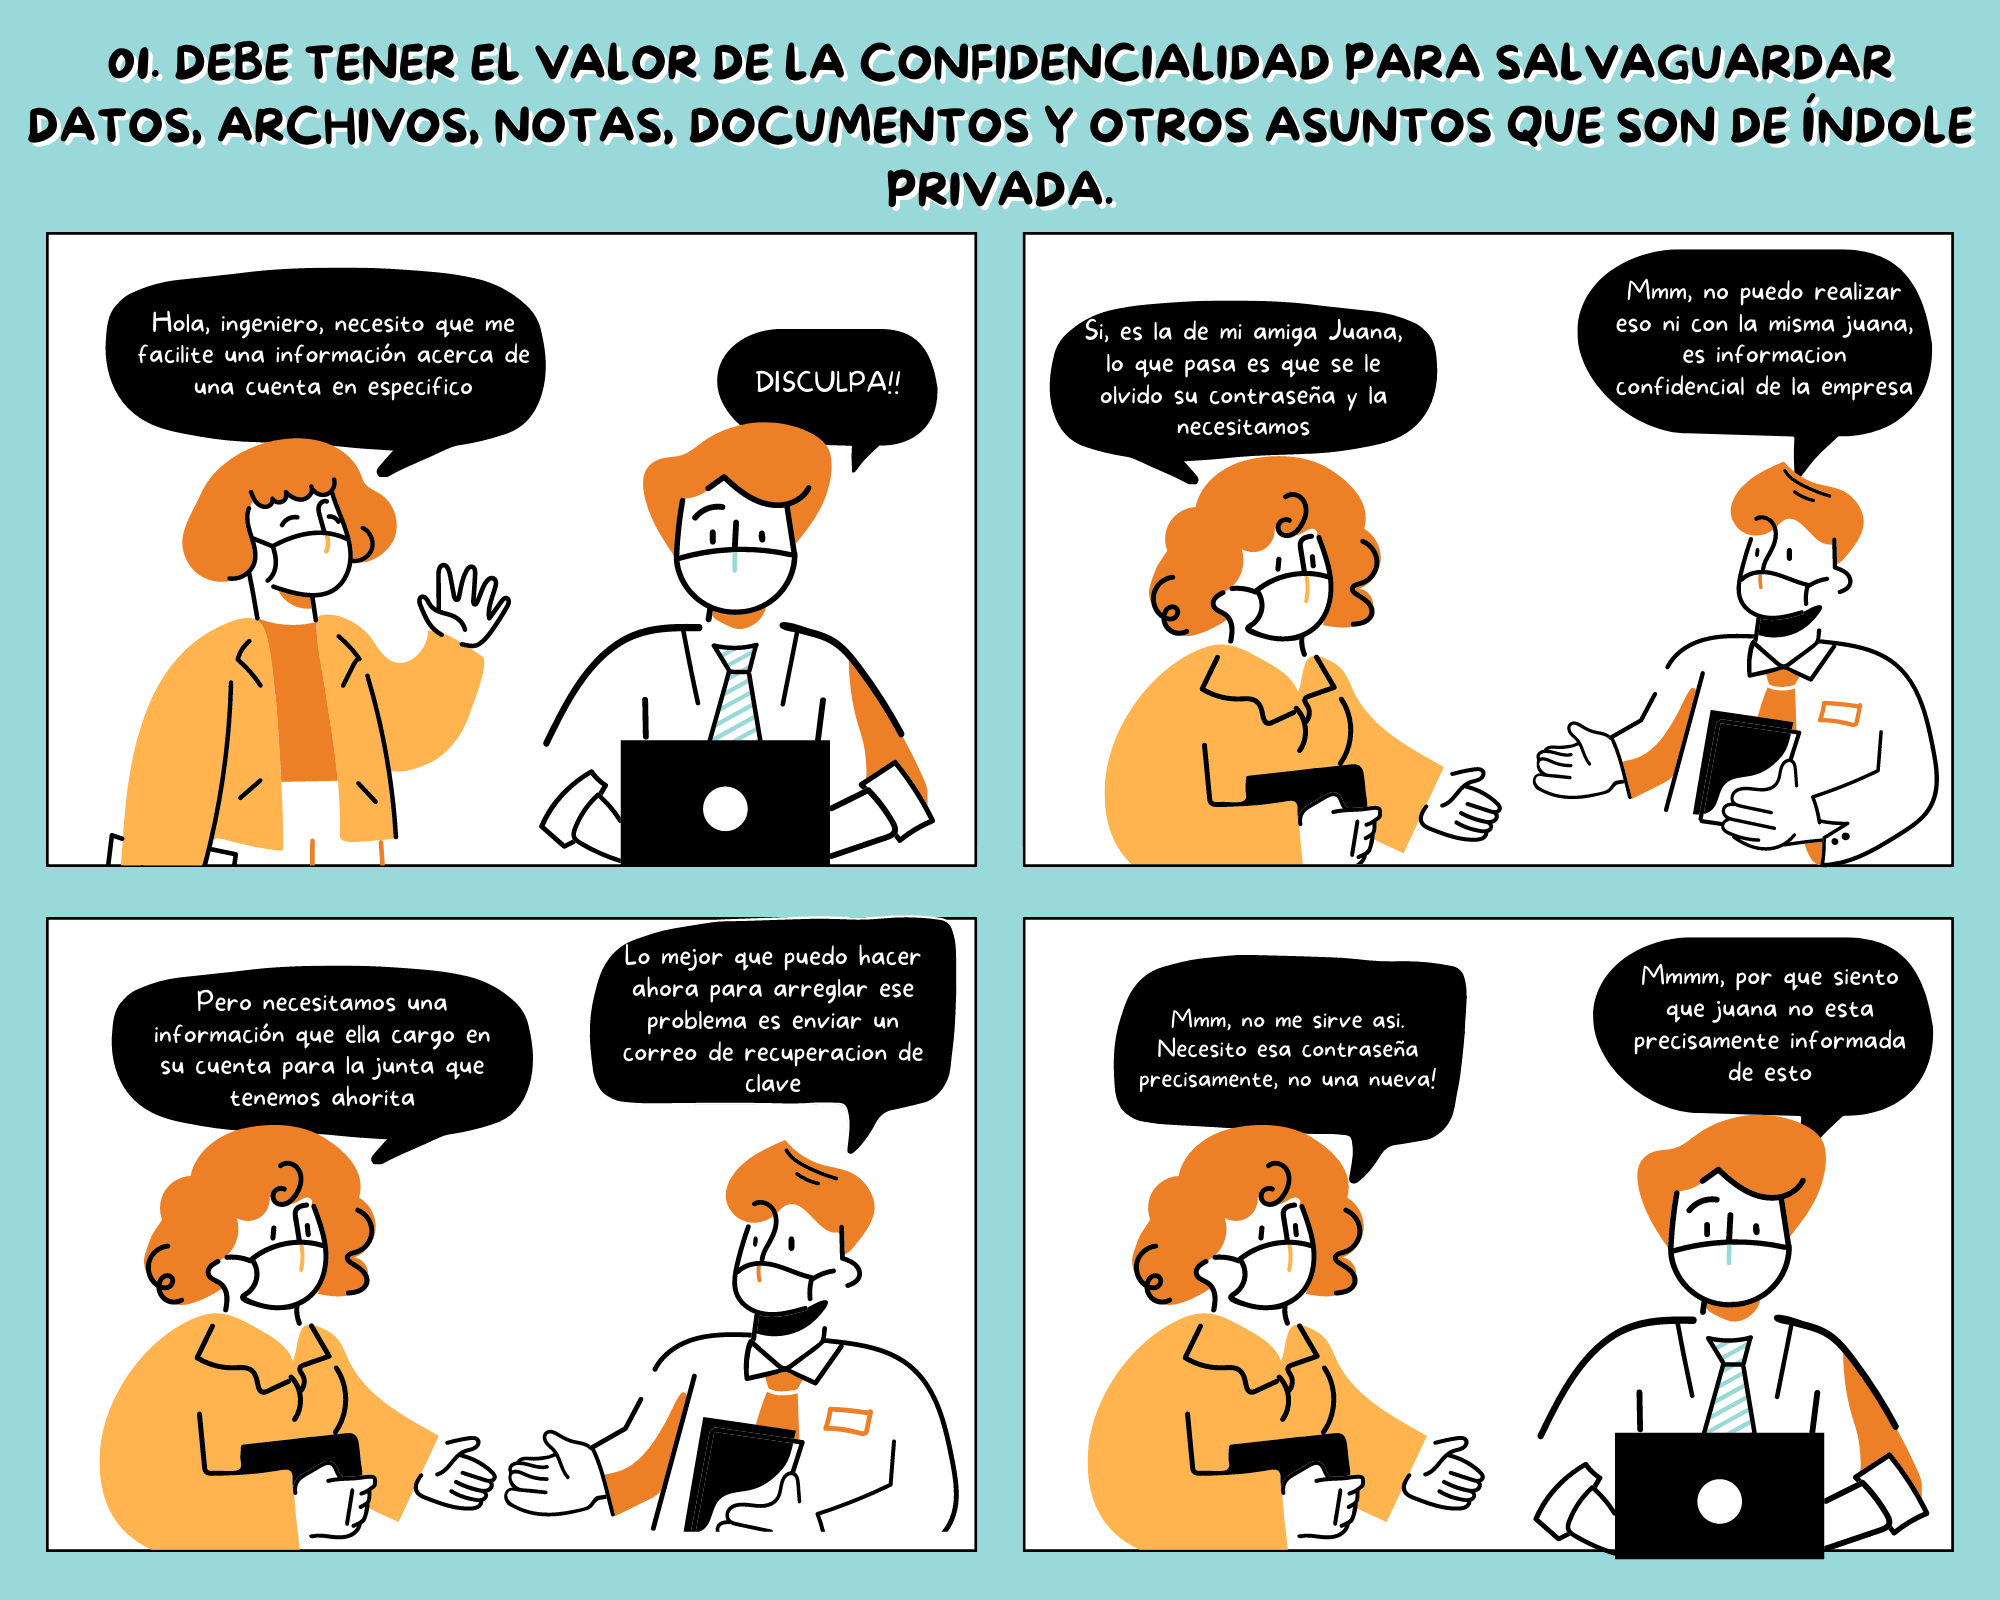 01. DEBE TENER EL VALOR DE LA CONFIDENCIALIDAD PARA SALVAGUARDAR
DATOS, ARCHIVOS, NOTAS, DOCUMENTOS Y OTROS ASUNTOS QUE SON DE ÍNDOLE
PRIVADA.
Hola, ingeniero, necesito que me
facilite una información acerca de
una cuenta en especifico
DISCULPA!!
Si, es la de mi amiga Juana,
lo que pasa es que se le
olvido su contraseña y la
necesitamos
Mmm, no puedo realizar
eso ni con la misma juana,
es informacion
confidencial de la empresa
Pero necesitamos una
información que ella cargo en
su cuenta para la junta que
tenemos ahorita
Lo mejor que puedo hacer
ahora para arreglar ese
problema es enviar un
correo de recuperacion de
clave
Mmm, no me sirve asi.
Necesito esa contraseña
precisamente, no una nueva!
Mmmm, por que siento
que juana no esta
precisamente informada
de esto